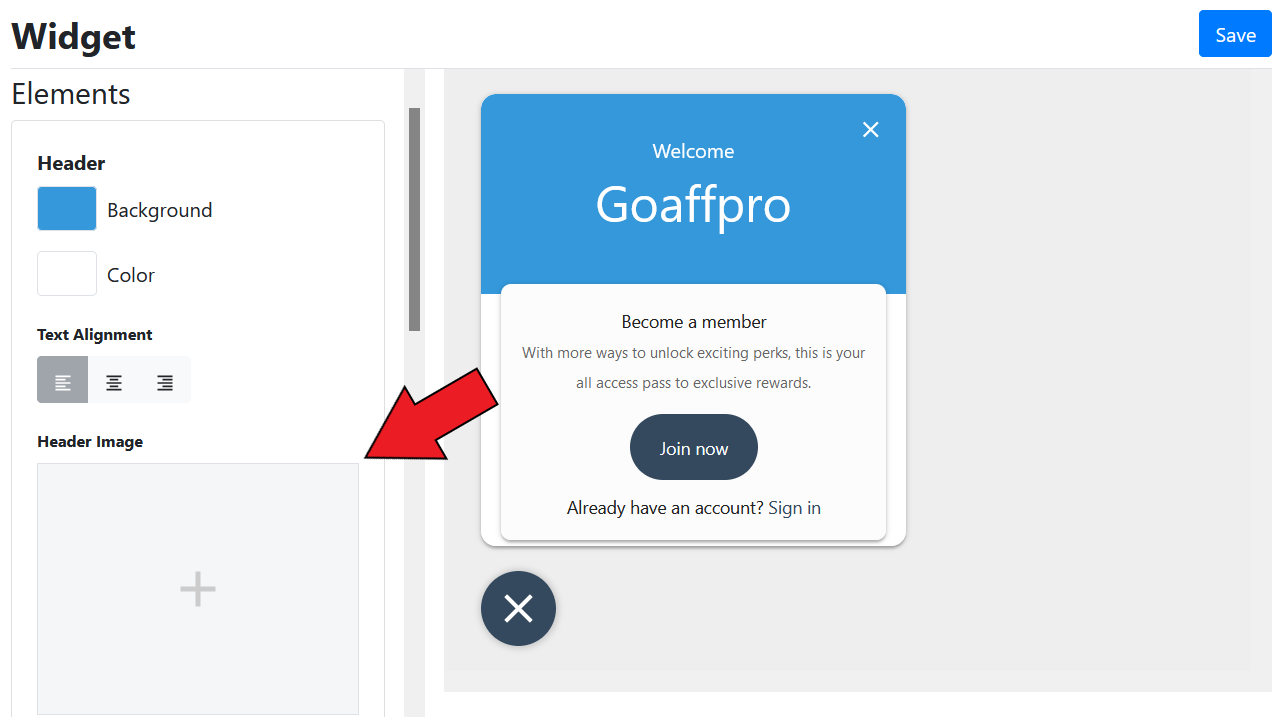 Widget
Save
Elements
Header
Background
Color
Text Alignment
Header Image
Welcome
Goaffpro
Become a member
With more ways to unlock exciting perks, this is your
all access pass to exclusive rewards.
Join now
Already have an account? Sign in